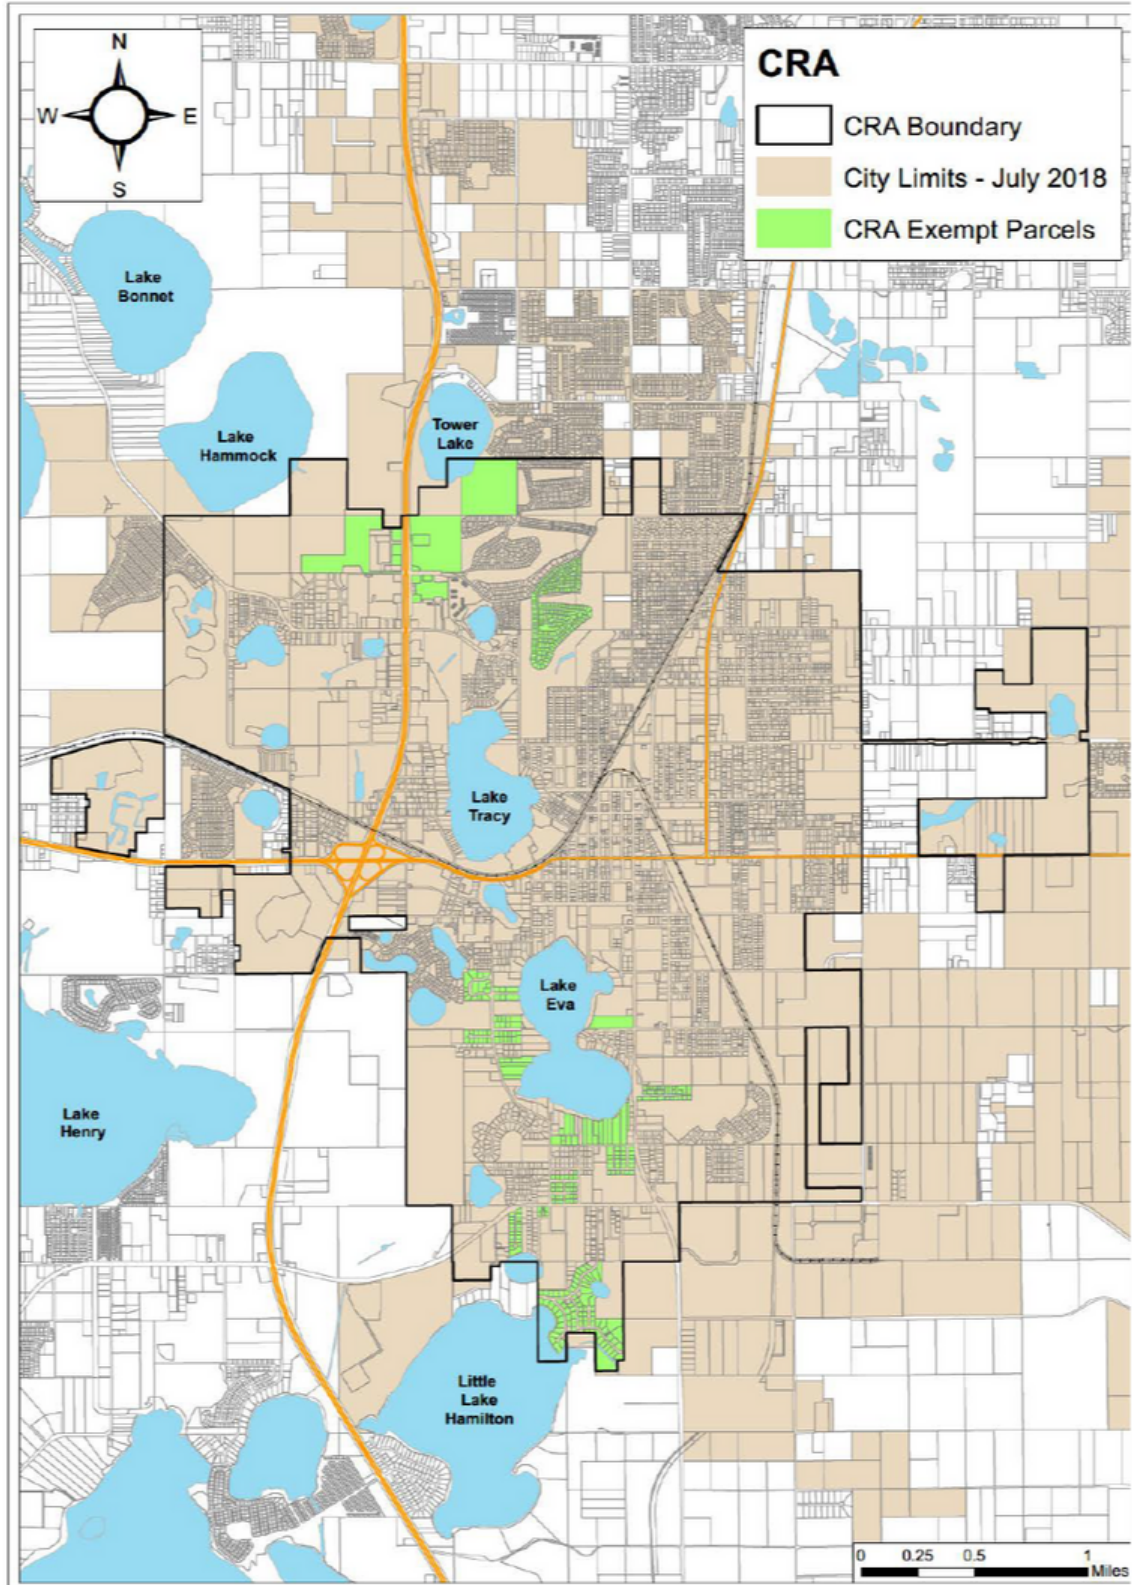 N
W
E
S
CRA
CRA Boundary
City Limits - July 2018
CRA Exempt Parcels
Lake
Bonnet
Lake
Hammock
Tower
Lake
Lake
Tracy
Lake
Eva
Lake
Henry
Little
Lake
Hamilton
0 0.25 0.5 1
Miles